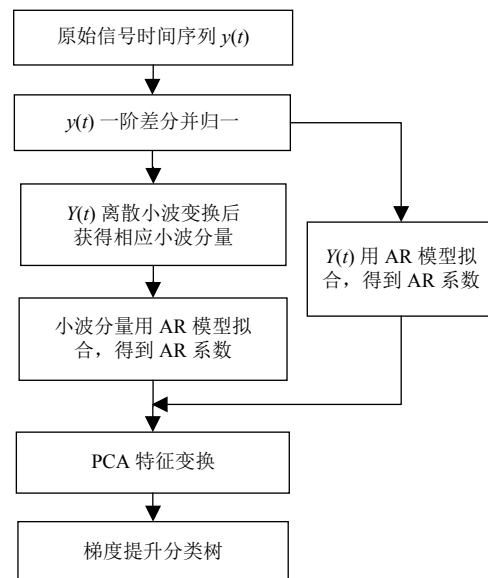 原始信号时间序列 y(t)
y(t) 一阶差分并归一
Y(t) 离散小波变换后
获得相应小波分量
Y(t) 用 AR 模型拟
合，得到 AR 系数
小波分量用 AR 模型拟
合，得到 AR 系数
PCA 特征变换
梯度提升分类树